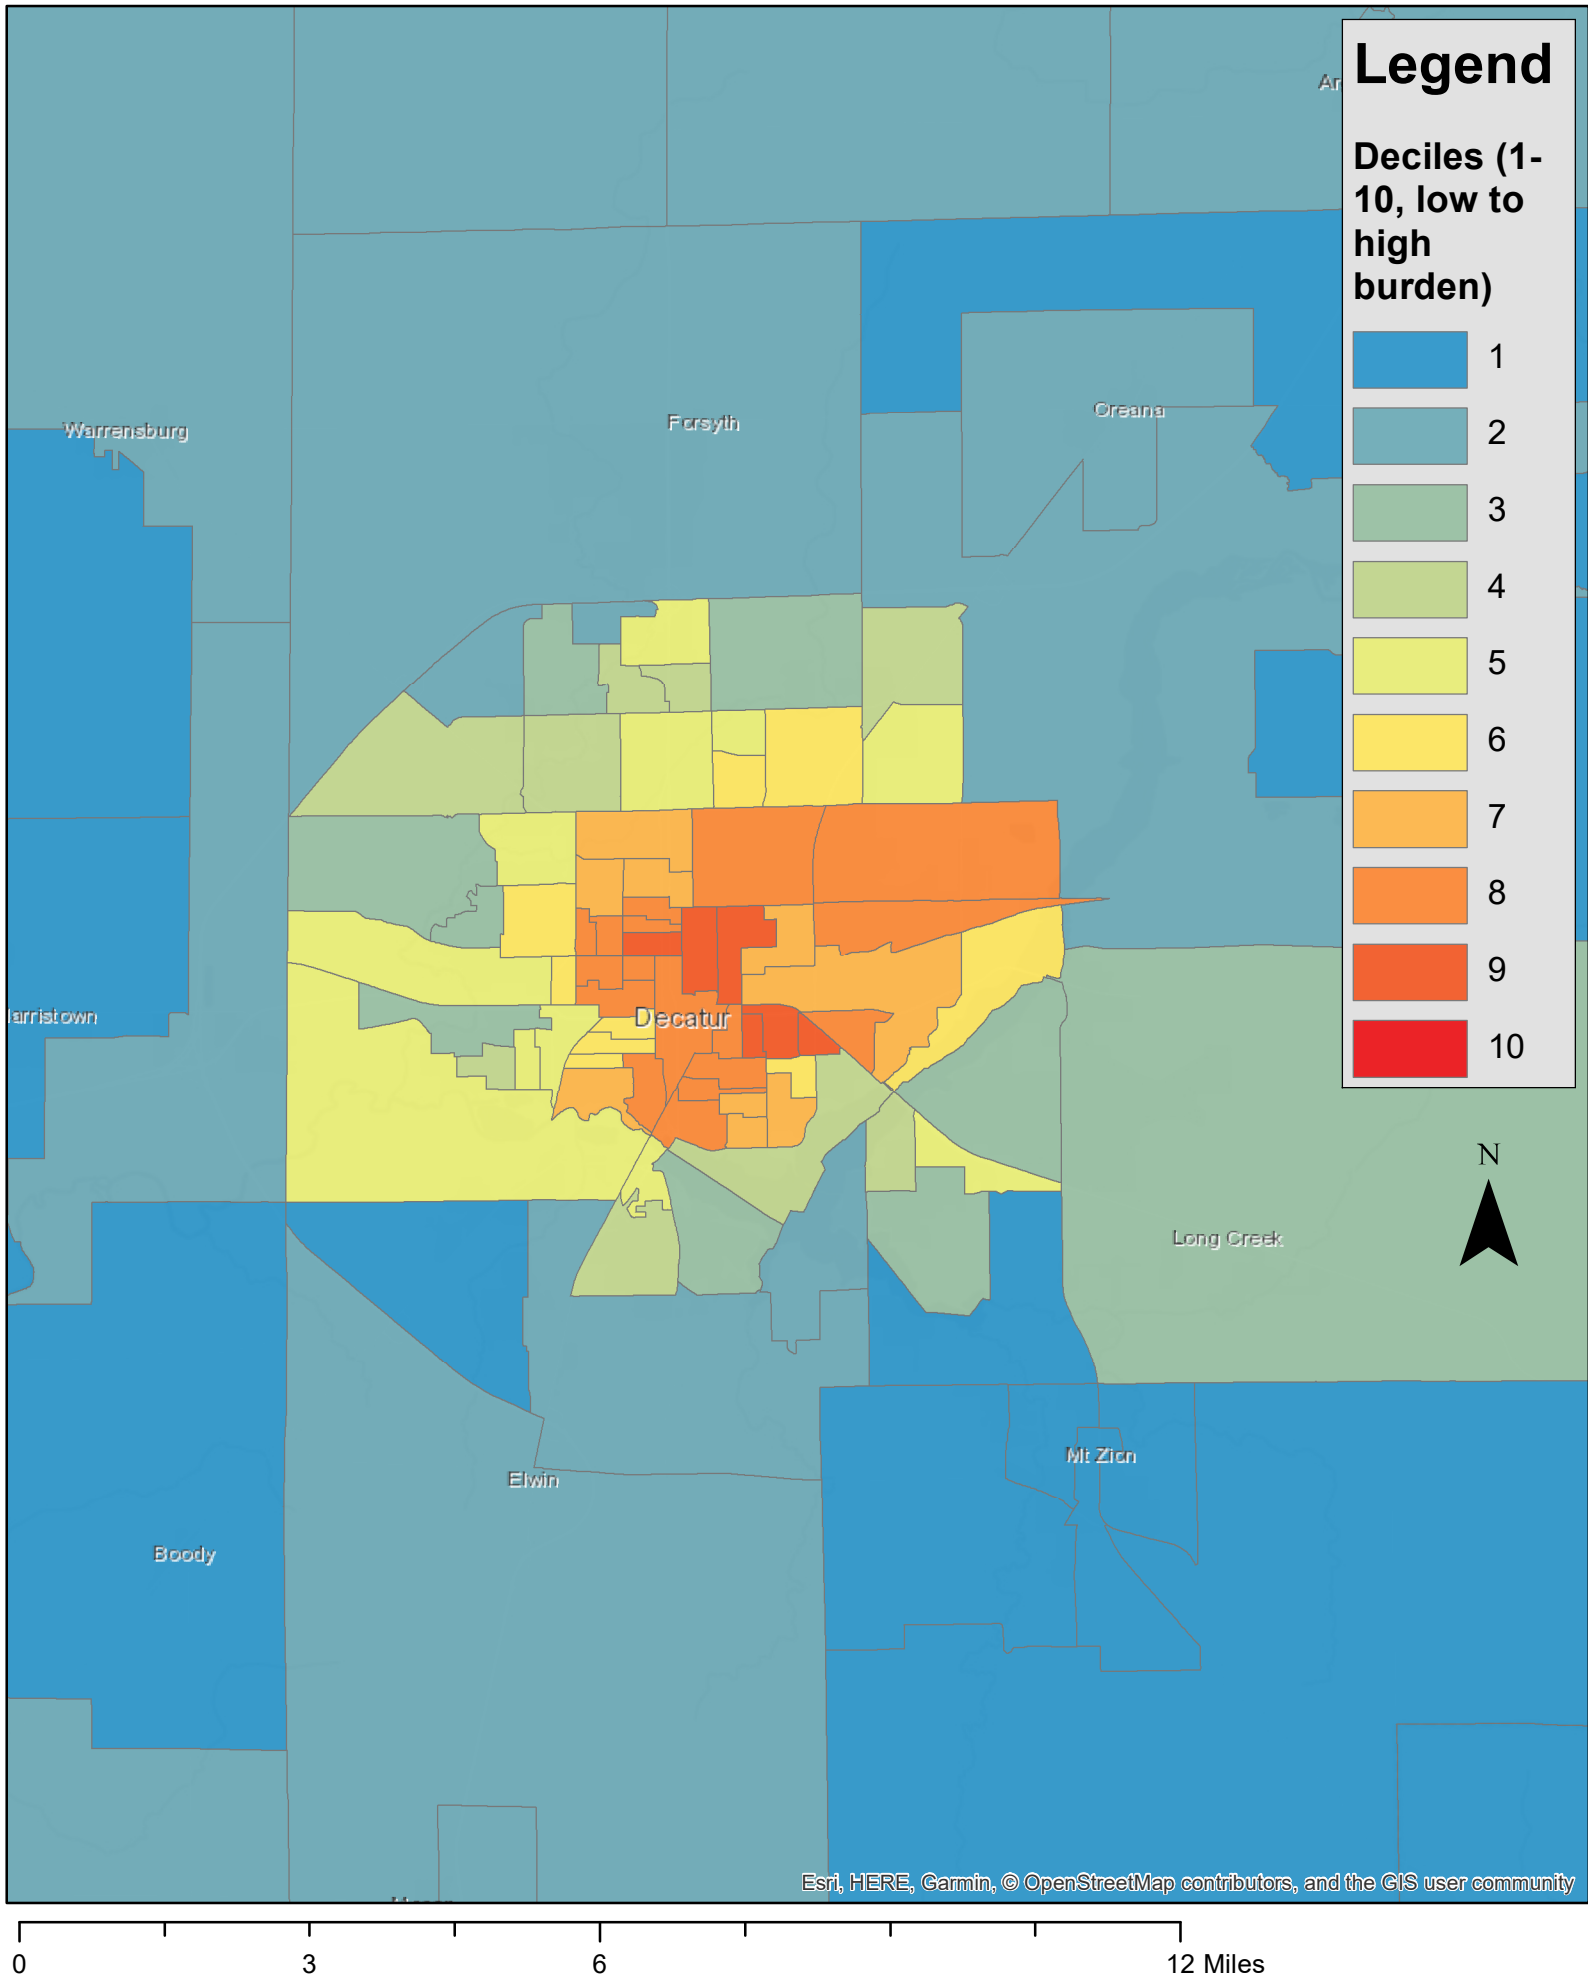 Legend
Deciles (1-
10, low to
high
burden)
1
2
3
4
5
6
7
8
9
10
Ar
Warrensburg
Forsyth
Oreana
arristown
Decatur
N
Long Creek
Mt Zion
Elwin
Boody
Esri, HERE, Garmin, © OpenStreetMap contributors, and the GIS user community
0 3 6 12 Miles